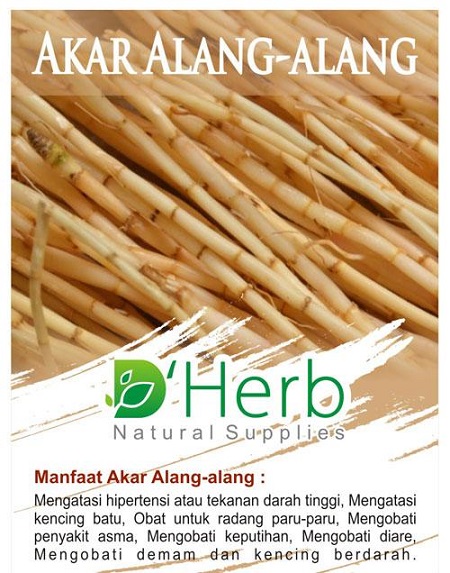 AKAR ALANG-ALANG
D'Herb
Natural Supplies
Manfaat Akar Alang-alang :
Mengatasi hipertensi atau tekanan darah tinggi, Mengatasi
kencing batu, Obat untuk radang paru-paru, Mengobati
penyakit asma, Mengobati keputihan, Mengobati diare,
Mengobati demam dan kencing berdarah.